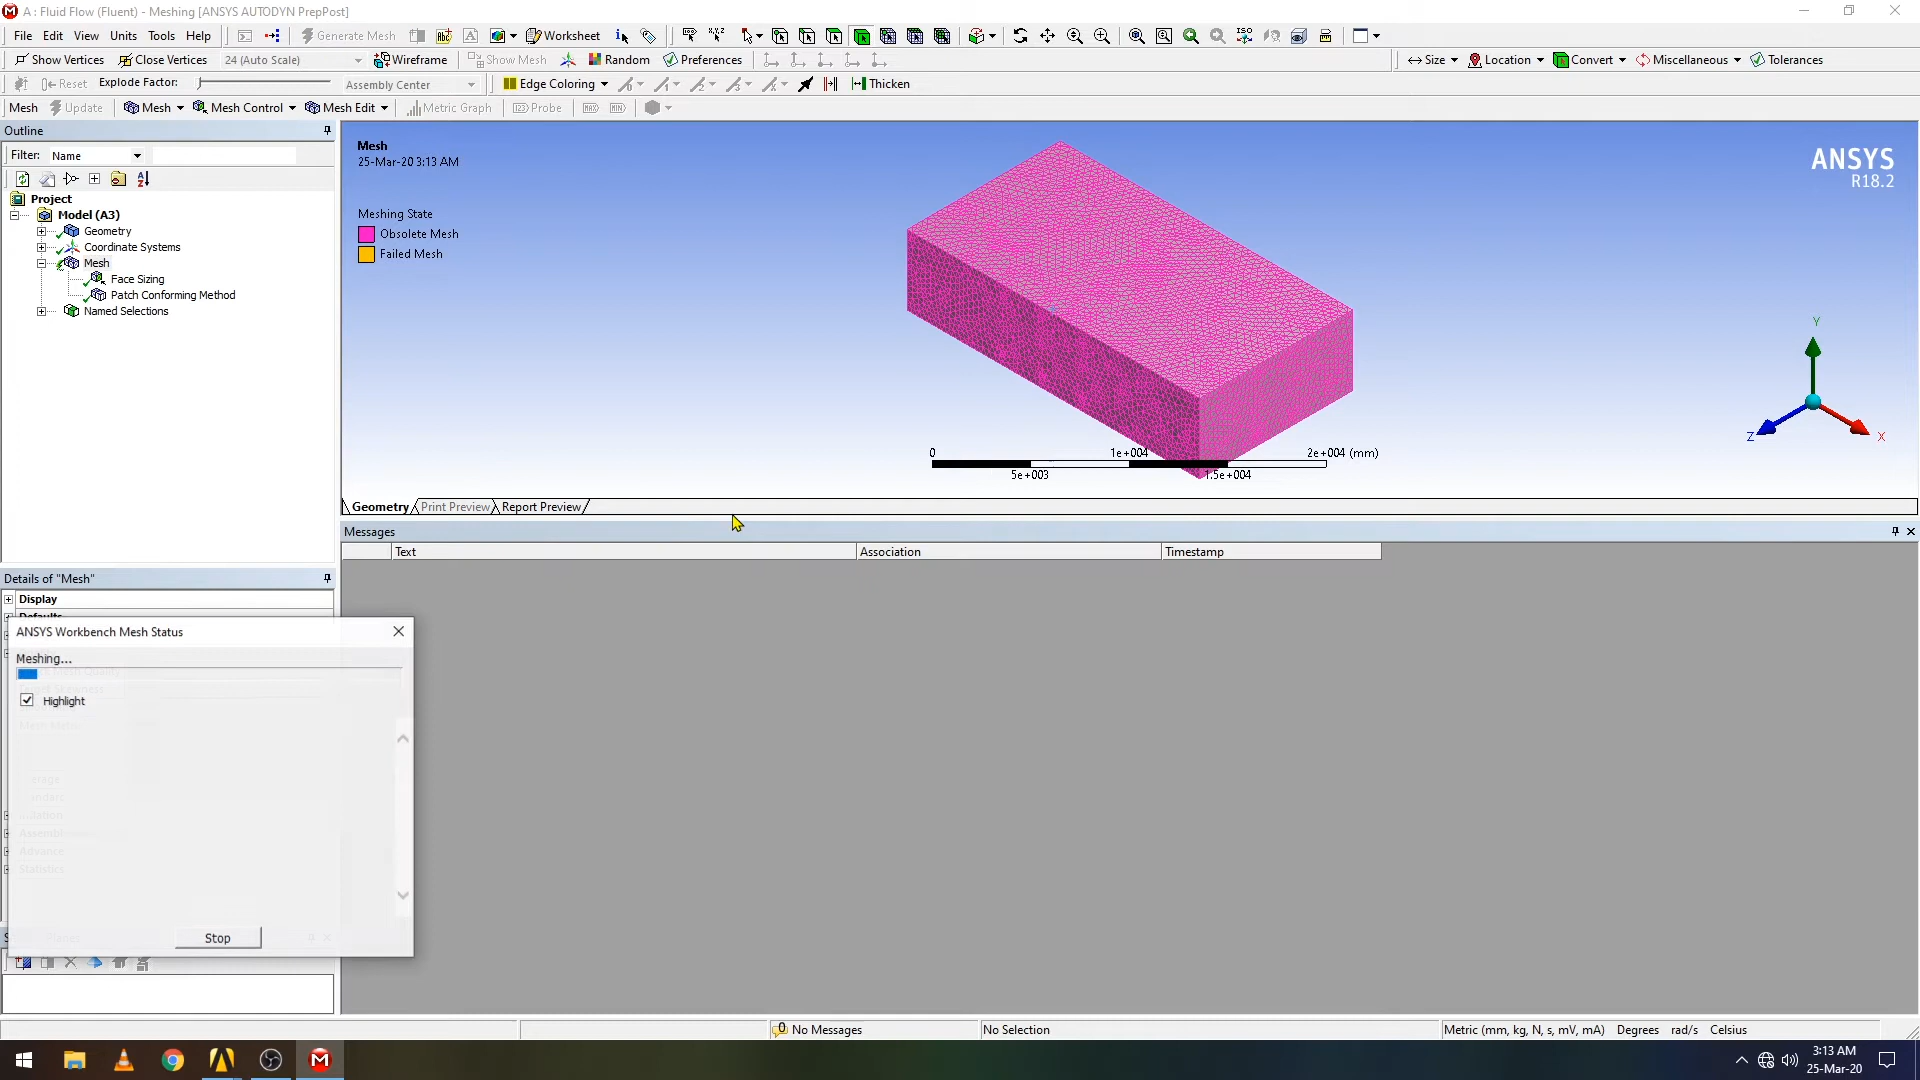 A : Fluid Flow (Fluent) - Meshing [ANSYS AUTODYN PrepPost]
File Edit View Units Tools Help Generate Mesh Worksheet
Show Vertices Close Vertices 24 (Auto Scale) Wireframe Show Mesh Random Preferences Size Location Convert Miscellaneous Tolerances
Reset Explode Factor: Assembly Center Edge Coloring Thicken
Mesh Update Mesh Mesh Control Mesh Edit Metric Graph Probe
Outline
Filter: Name
Project
Model (A3)
Geometry
Coordinate Systems
Mesh
Face Sizing
Patch Conforming Method
Named Selections
Mesh
25-Mar-20 3:13 AM
Meshing State
Obsolete Mesh
Failed Mesh
ANSYS
R18.2
Y
Z
X
0 1e+004 2e+004 (mm)
5e+003 1.5e+004
Geometry Print Preview Report Preview
Messages
Text Association Timestamp
Details of "Mesh"
Display
ANSYS Workbench Mesh Status
Meshing...
Highlight
Stop
0 No Messages No Selection Metric (mm, kg, N, s, mV, mA) Degrees rad/s Celsius
3:13 AM
25-Mar-20